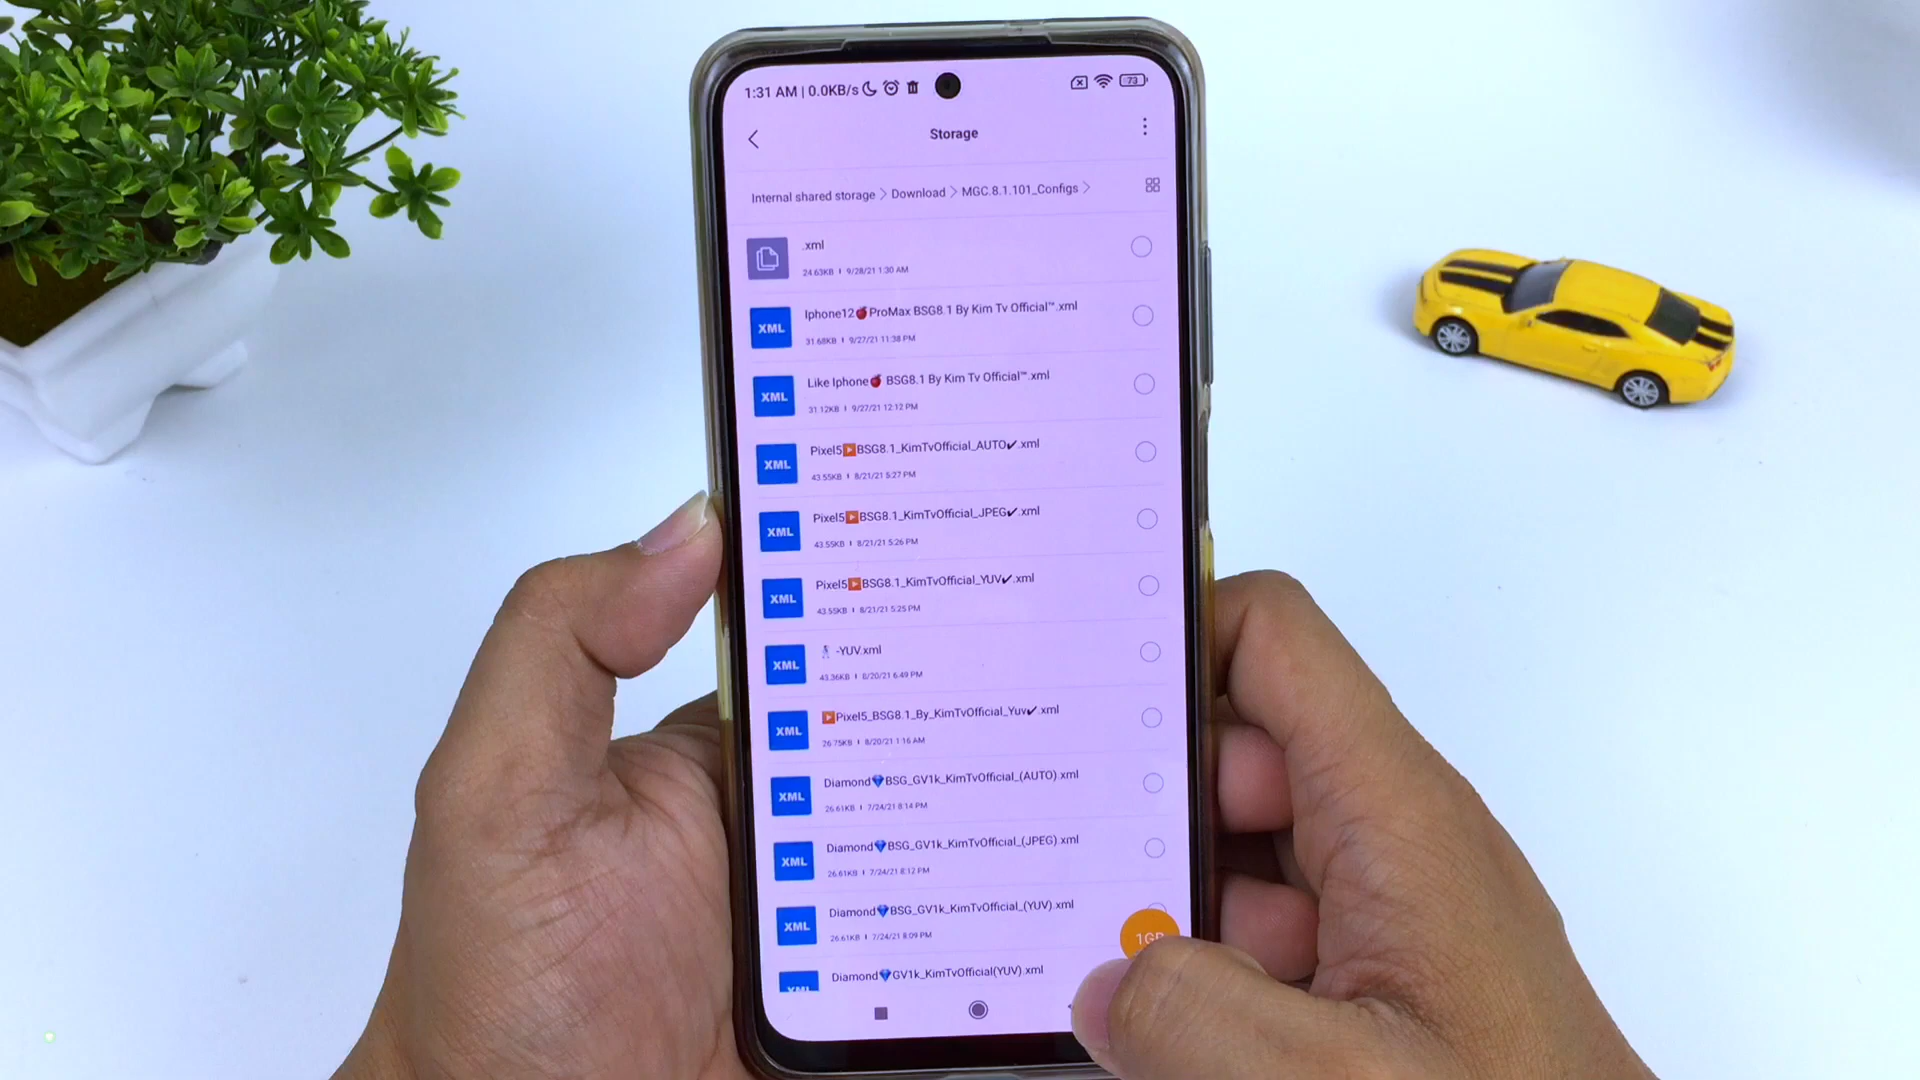 1:31 AM | 0.0KB/s 73
Storage
Internal shared storage > Download > MGC.8.1.101_Configs >
.xml
24.63KB | 9/28/21 1:30 AM
XML Iphone12🍎ProMax BSG8.1 By Kim Tv Official™.xml
31.68KB | 9/27/21 11:38 PM
XML Like Iphone🍎 BSG8.1 By Kim Tv Official™.xml
31.12KB | 9/27/21 12:12 PM
XML Pixel5▶️BSG8.1_KimTvOfficial_AUTO✔.xml
43.55KB | 8/21/21 5:27 PM
XML Pixel5▶️BSG8.1_KimTvOfficial_JPEG✔.xml
43.55KB | 8/21/21 5:26 PM
XML Pixel5▶️BSG8.1_KimTvOfficial_YUV✔.xml
43.55KB | 8/21/21 5:25 PM
XML -YUV.xml
43.36KB | 8/20/21 6:49 PM
XML ▶️Pixel5_BSG8.1_By_KimTvOfficial_Yuv✔.xml
26.75KB | 8/20/21 1:16 AM
XML Diamond💎BSG_GV1k_KimTvOfficial_(AUTO).xml
26.61KB | 7/24/21 8:14 PM
XML Diamond💎BSG_GV1k_KimTvOfficial_(JPEG).xml
26.61KB | 7/24/21 8:12 PM
XML Diamond💎BSG_GV1k_KimTvOfficial_(YUV).xml
26.61KB | 7/24/21 8:09 PM
XML Diamond💎GV1k_KimTvOfficial(YUV).xml